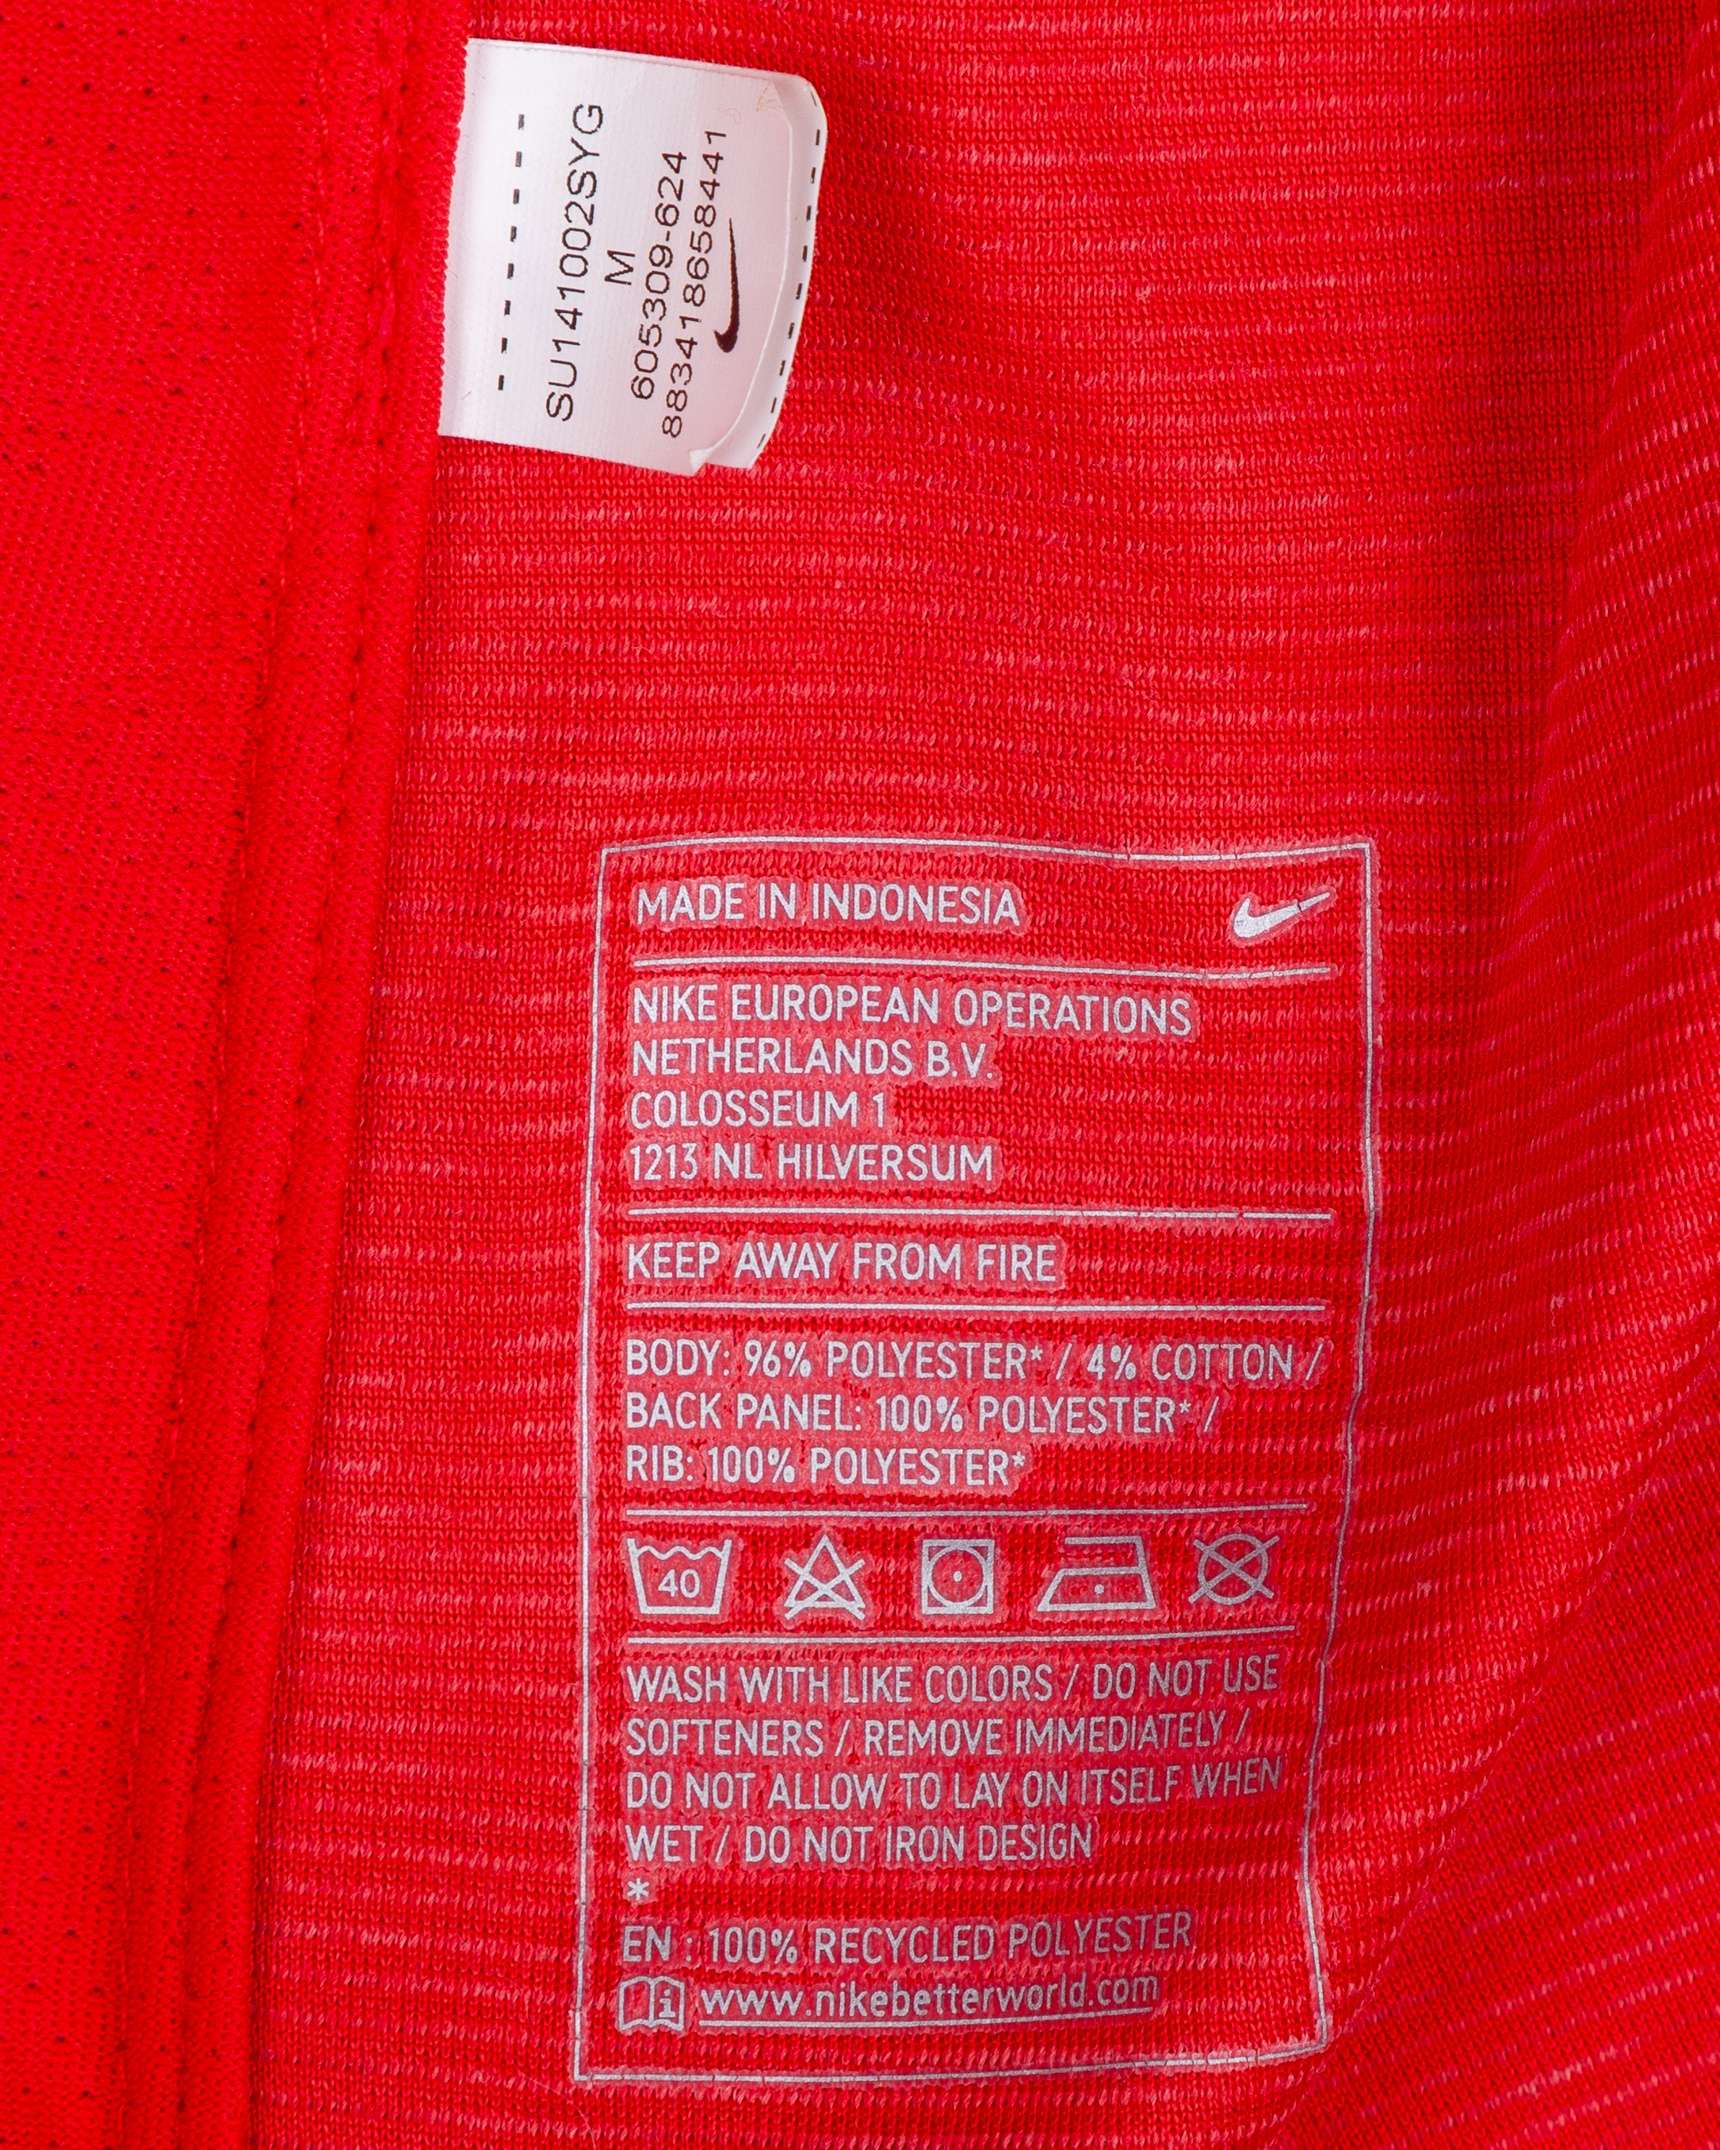 SU141002SYG
M
605309-624
883418658441
MADE IN INDONESIA
NIKE EUROPEAN OPERATIONS
NETHERLANDS B.V.
COLOSSEUM 1
1213 NL HILVERSUM
KEEP AWAY FROM FIRE
BODY: 96% POLYESTER* / 4% COTTON /
BACK PANEL: 100% POLYESTER* /
RIB: 100% POLYESTER*
40
WASH WITH LIKE COLORS / DO NOT USE
SOFTENERS / REMOVE IMMEDIATELY /
DO NOT ALLOW TO LAY ON ITSELF WHEN
WET / DO NOT IRON DESIGN
*
EN : 100% RECYCLED POLYESTER
www.nikebetterworld.com